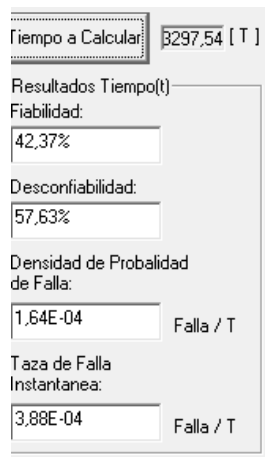 Tiempo a Calcular 3297,54 [ T ]
Resultados Tiempo(t)
Fiabilidad:
42,37%
Desconfiabilidad:
57,63%
Densidad de Probalidad
de Falla:
1,64E-04 Falla / T
Taza de Falla
Instantanea:
3,88E-04 Falla / T